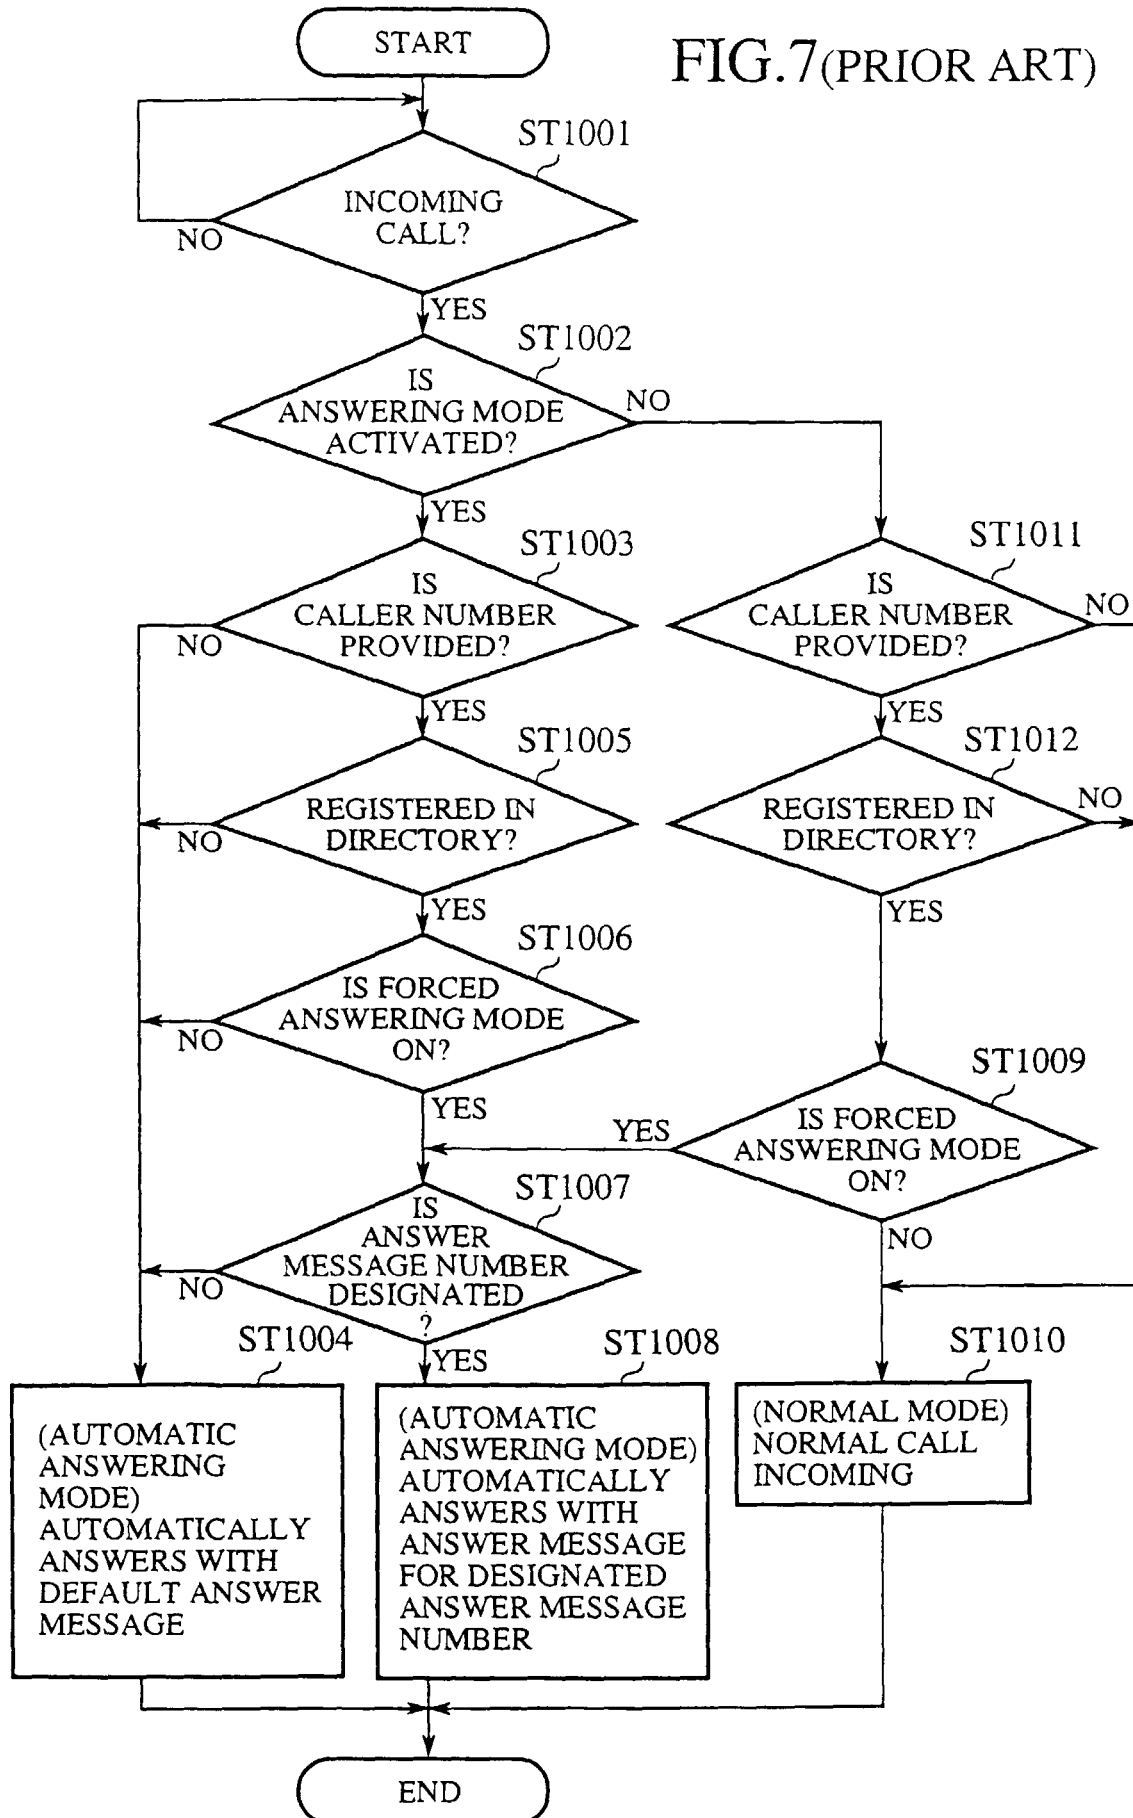 START
FIG.7(PRIOR ART)
ST1001
INCOMING
CALL?
NO
YES
ST1002
IS
ANSWERING MODE
ACTIVATED?
NO
YES
ST1003
IS
CALLER NUMBER
PROVIDED?
NO
YES
ST1011
IS
CALLER NUMBER
PROVIDED?
NO
YES
ST1005
REGISTERED IN
DIRECTORY?
NO
YES
ST1012
REGISTERED IN
DIRECTORY?
NO
YES
ST1006
IS FORCED
ANSWERING MODE
ON?
NO
YES
ST1009
IS FORCED
ANSWERING MODE
ON?
YES
NO
ST1007
IS
ANSWER
MESSAGE NUMBER
DESIGNATED
?
NO
YES
ST1004
(AUTOMATIC
ANSWERING
MODE)
AUTOMATICALLY
ANSWERS WITH
DEFAULT ANSWER
MESSAGE
ST1008
(AUTOMATIC
ANSWERING MODE)
AUTOMATICALLY
ANSWERS WITH
ANSWER MESSAGE
FOR DESIGNATED
ANSWER MESSAGE
NUMBER
ST1010
(NORMAL MODE)
NORMAL CALL
INCOMING
END